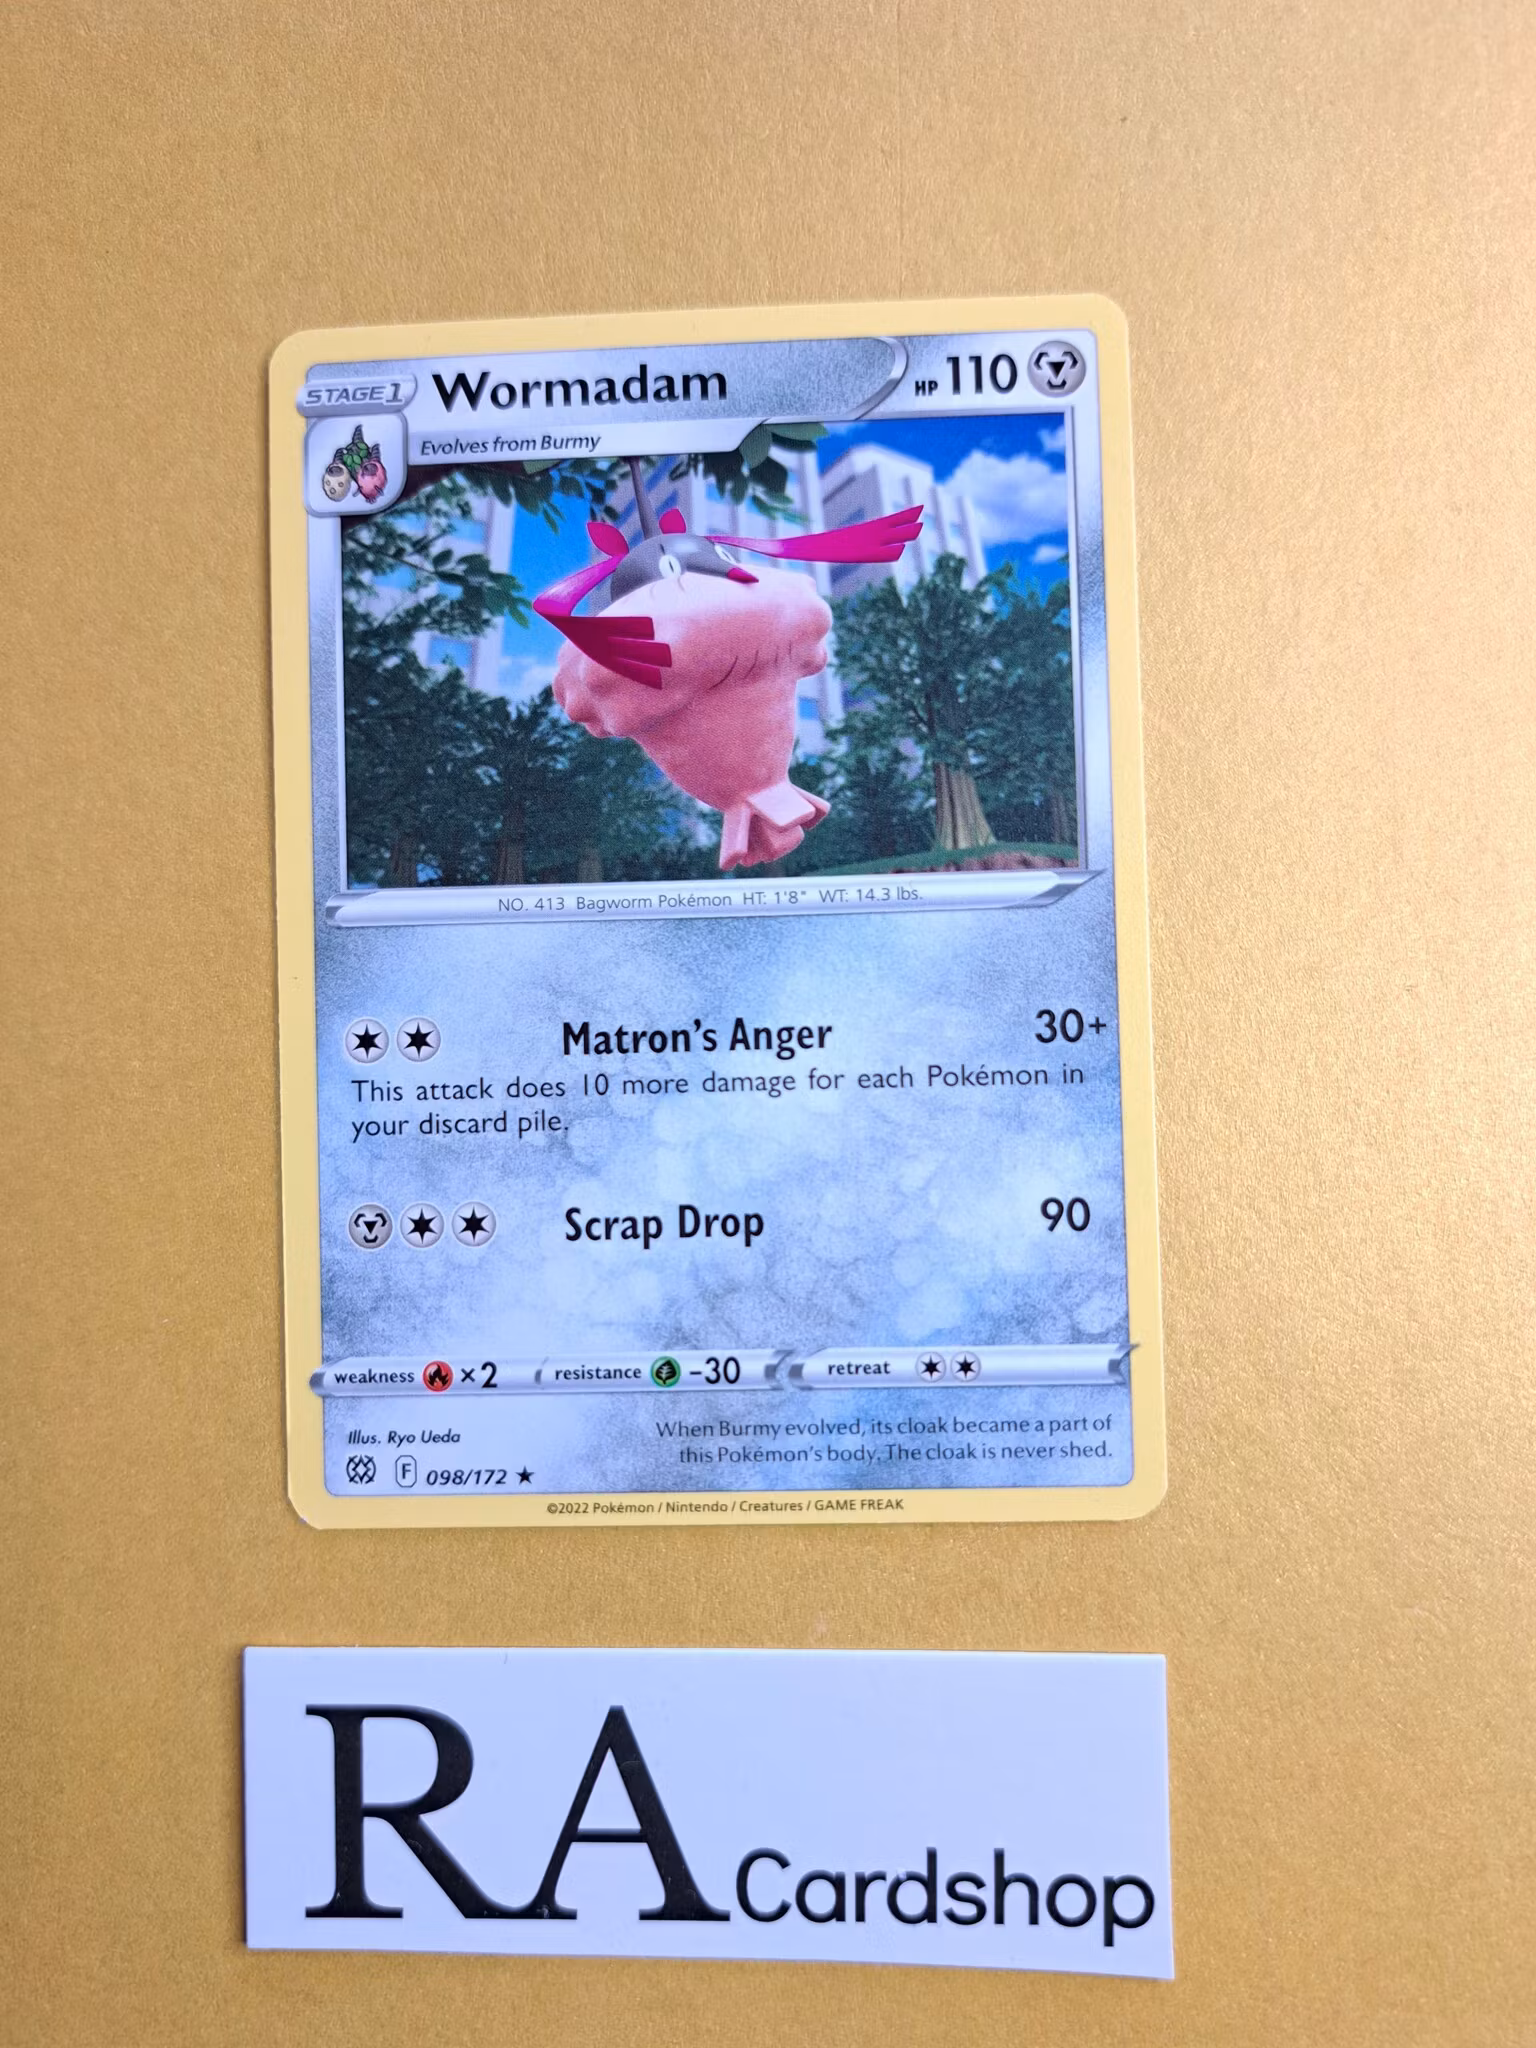 STAGE 1
Wormadam
HP 110
Evolves from Burmy
NO. 413 Bagworm Pokémon HT: 1'8" WT: 14.3 lbs.
Matron's Anger 30+
This attack does 10 more damage for each Pokémon in
your discard pile.
Scrap Drop 90
weakness ×2 resistance -30 retreat
Illus. Ryo Ueda
When Burmy evolved, its cloak became a part of
this Pokémon's body. The cloak is never shed.
F 098/172 ★
©2022 Pokémon / Nintendo / Creatures / GAME FREAK
RA Cardshop